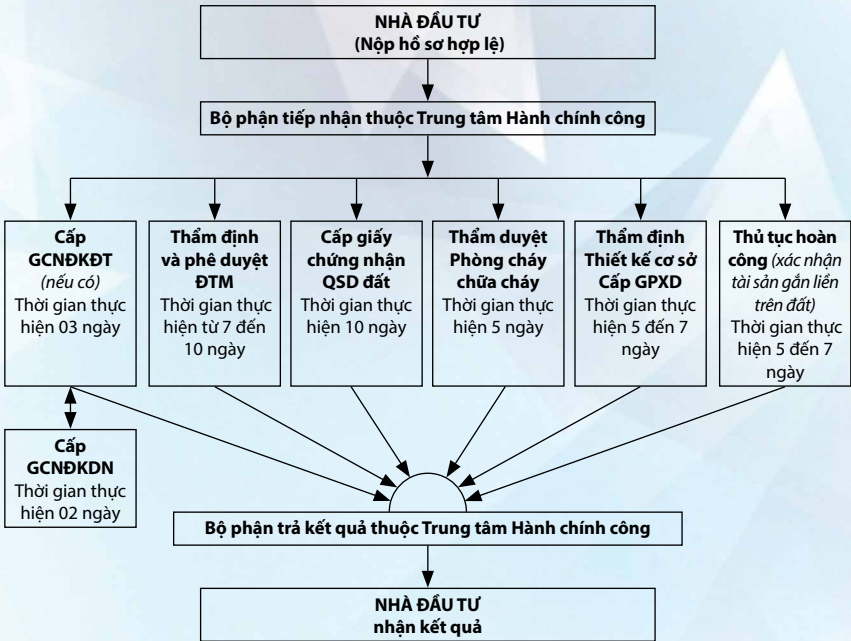 NHÀ ĐẦU TƯ
(Nộp hồ sơ hợp lệ)
Bộ phận tiếp nhận thuộc Trung tâm Hành chính công
Cấp
GCNĐKĐT
(nếu có)
Thời gian thực
hiện 03 ngày
Thẩm định
và phê duyệt
ĐTM
Thời gian thực
hiện từ 7 đến
10 ngày
Cấp giấy
chứng nhận
QSD đất
Thời gian thực
hiện 10 ngày
Thẩm duyệt
Phòng cháy
chữa cháy
Thời gian thực
hiện 5 ngày
Thẩm định
Thiết kế cơ sở
Cấp GPXD
Thời gian thực
hiện 5 đến 7
ngày
Thủ tục hoàn
công (xác nhận
tài sản gắn liền
trên đất)
Thời gian thực
hiện 5 đến 7
ngày
Cấp
GCNĐKDN
Thời gian thực
hiện 02 ngày
Bộ phận trả kết quả thuộc Trung tâm Hành chính công
NHÀ ĐẦU TƯ
nhận kết quả